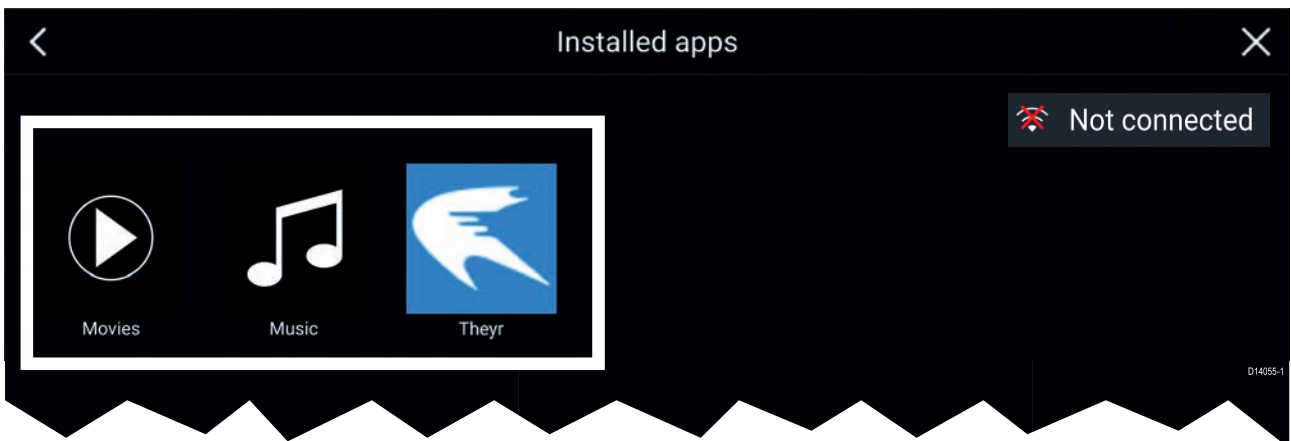 Installed apps
Not connected
Movies
Music
Theyr
D14055-1